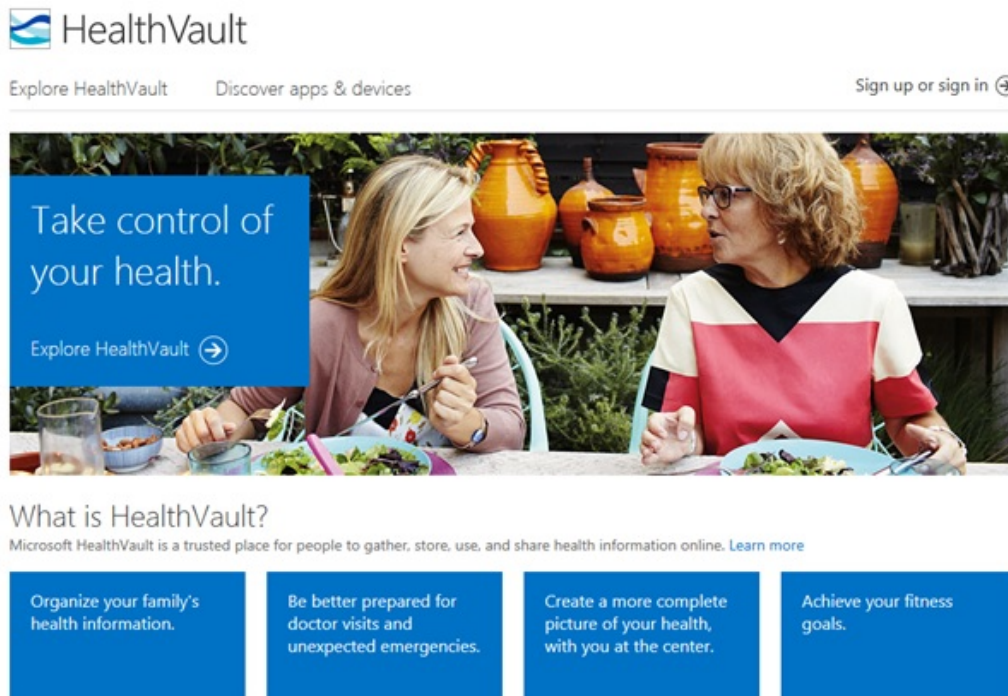 HealthVault
Explore HealthVault
Discover apps & devices
Sign up or sign in
Take control of
your health.
Explore HealthVault
What is HealthVault?
Microsoft HealthVault is a trusted place for people to gather, store, use, and share health information online. Learn more
Organize your family's
health information.
Be better prepared for
doctor visits and
unexpected emergencies.
Create a more complete
picture of your health,
with you at the center.
Achieve your fitness
goals.